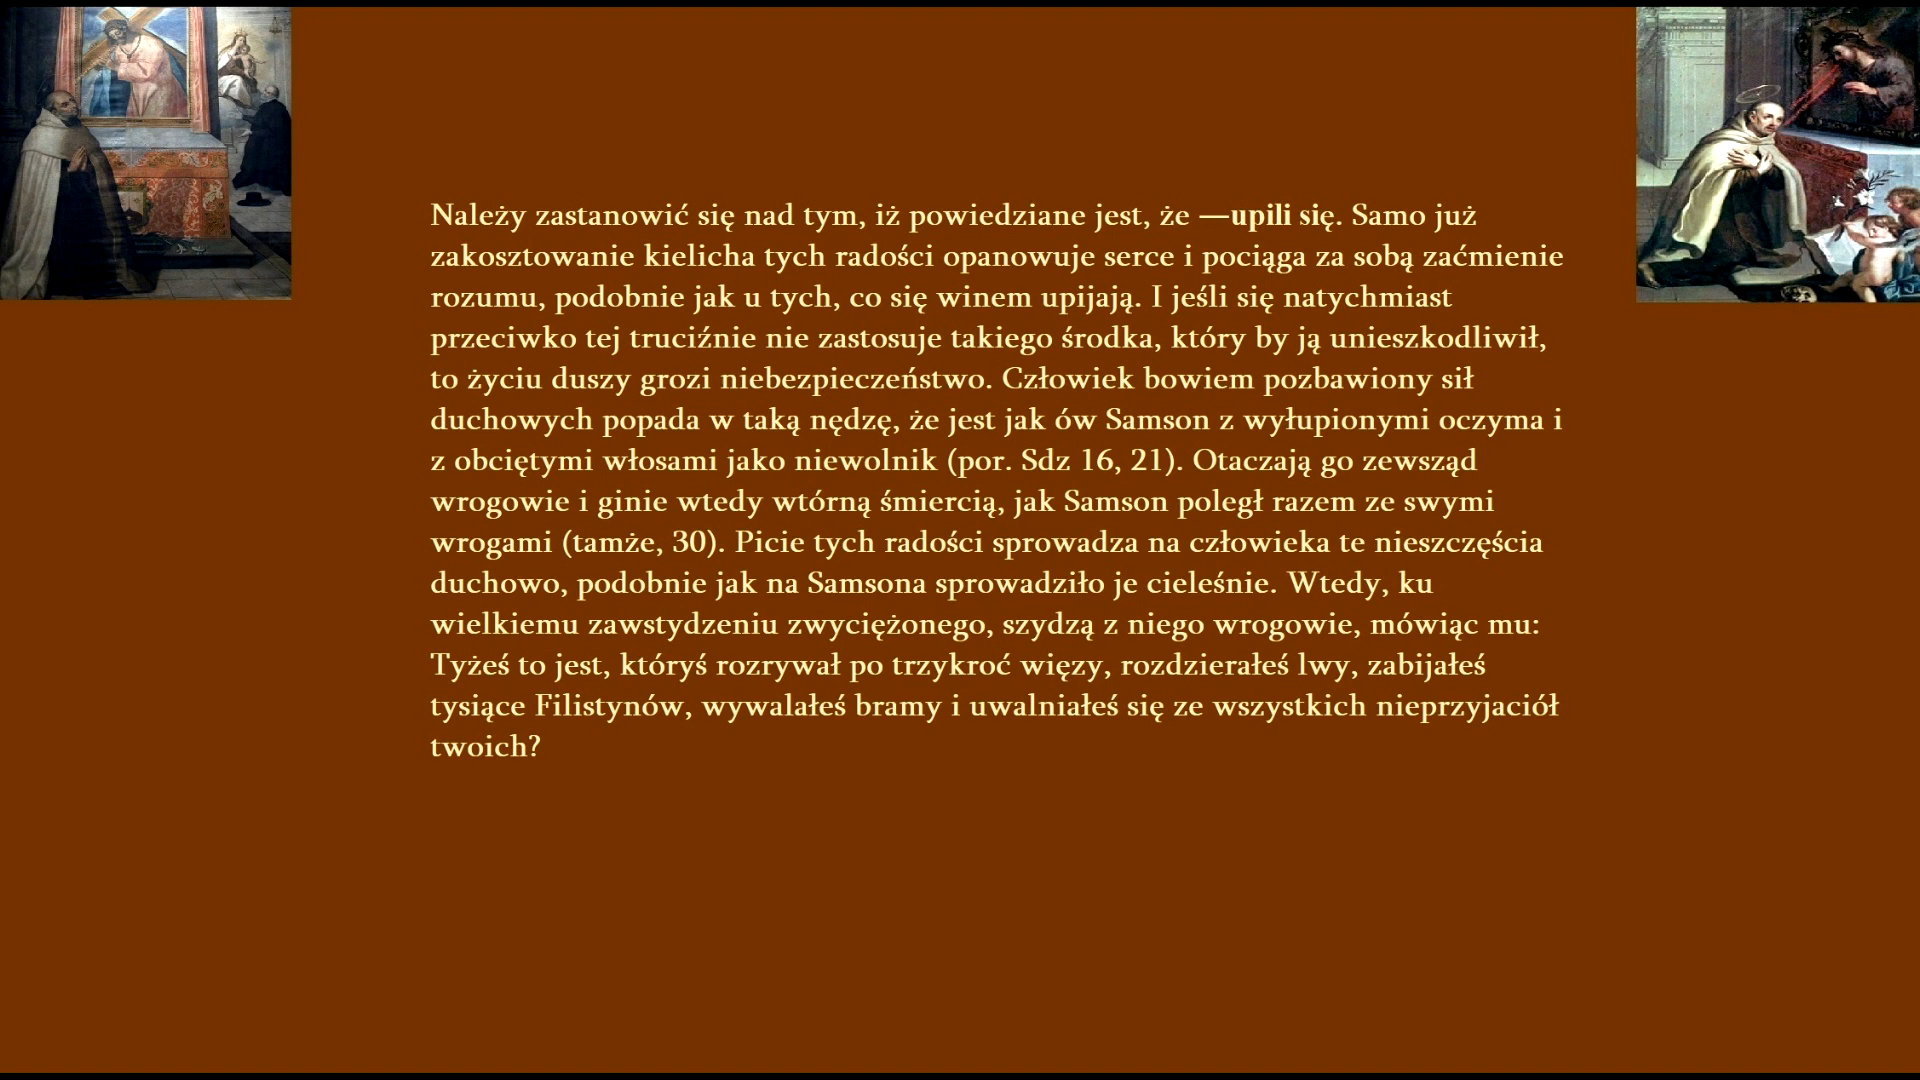 Należy zastanowić się nad tym, iż powiedziane jest, że —upili się. Samo już
zakosztowanie kielicha tych radości opanowuje serce i pociąga za sobą zaćmienie
rozumu, podobnie jak u tych, co się winem upijają. I jeśli się natychmiast
przeciwko tej truciźnie nie zastosuje takiego środka, który by ją unieszkodliwił,
to życiu duszy grozi niebezpieczeństwo. Człowiek bowiem pozbawiony sił
duchowych popada w taką nędzę, że jest jak ów Samson z wyłupionymi oczyma i
z obciętymi włosami jako niewolnik (por. Sdz 16, 21). Otaczają go zewsząd
wrogowie i ginie wtedy wtórną śmiercią, jak Samson poległ razem ze swymi
wrogami (tamże, 30). Picie tych radości sprowadza na człowieka te nieszczęścia
duchowo, podobnie jak na Samsona sprowadziło je cieleśnie. Wtedy, ku
wielkiemu zawstydzeniu zwyciężonego, szydzą z niego wrogowie, mówiąc mu:
Tyżeś to jest, któryś rozrywał po trzykroć więzy, rozdzierałeś lwy, zabijałeś
tysiące Filistynów, wywalałeś bramy i uwalniałeś się ze wszystkich nieprzyjaciół
twoich?